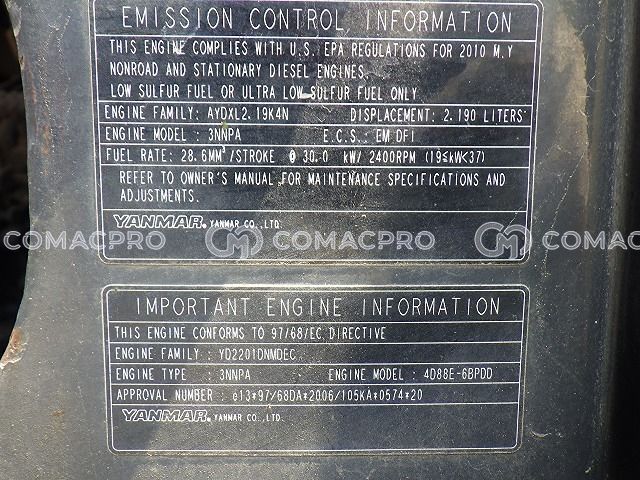 EMISSION CONTROL INFORMATION
THIS ENGINE COMPLIES WITH U.S. EPA REGULATIONS FOR 2010 M.Y
NONROAD AND STATIONARY DIESEL ENGINES.
LOW SULFUR FUEL OR ULTRA LOW SULFUR FUEL ONLY
ENGINE FAMILY: AYDXL2.19K4N DISPLACEMENT: 2.190 LITERS
ENGINE MODEL: 3NNPA E.C.S: EM DFI
FUEL RATE: 28.6MM³/STROKE @ 30.0 kW/ 2400RPM (19≤kW<37)
REFER TO OWNER'S MANUAL FOR MAINTENANCE SPECIFICATIONS AND
ADJUSTMENTS.
YANMAR. YANMAR CO.,LTD.
COMACPRO COMACPRO COMACPRO
IMPORTANT ENGINE INFORMATION
THIS ENGINE CONFORMS TO 97/68/EC DIRECTIVE
ENGINE FAMILY : YD2201DNMDEC
ENGINE TYPE : 3NNPA ENGINE MODEL : 4D88E-6BPDD
APPROVAL NUMBER : e13*97/68DA*2006/105KA*0574*20
YANMAR. YANMAR CO.,LTD.